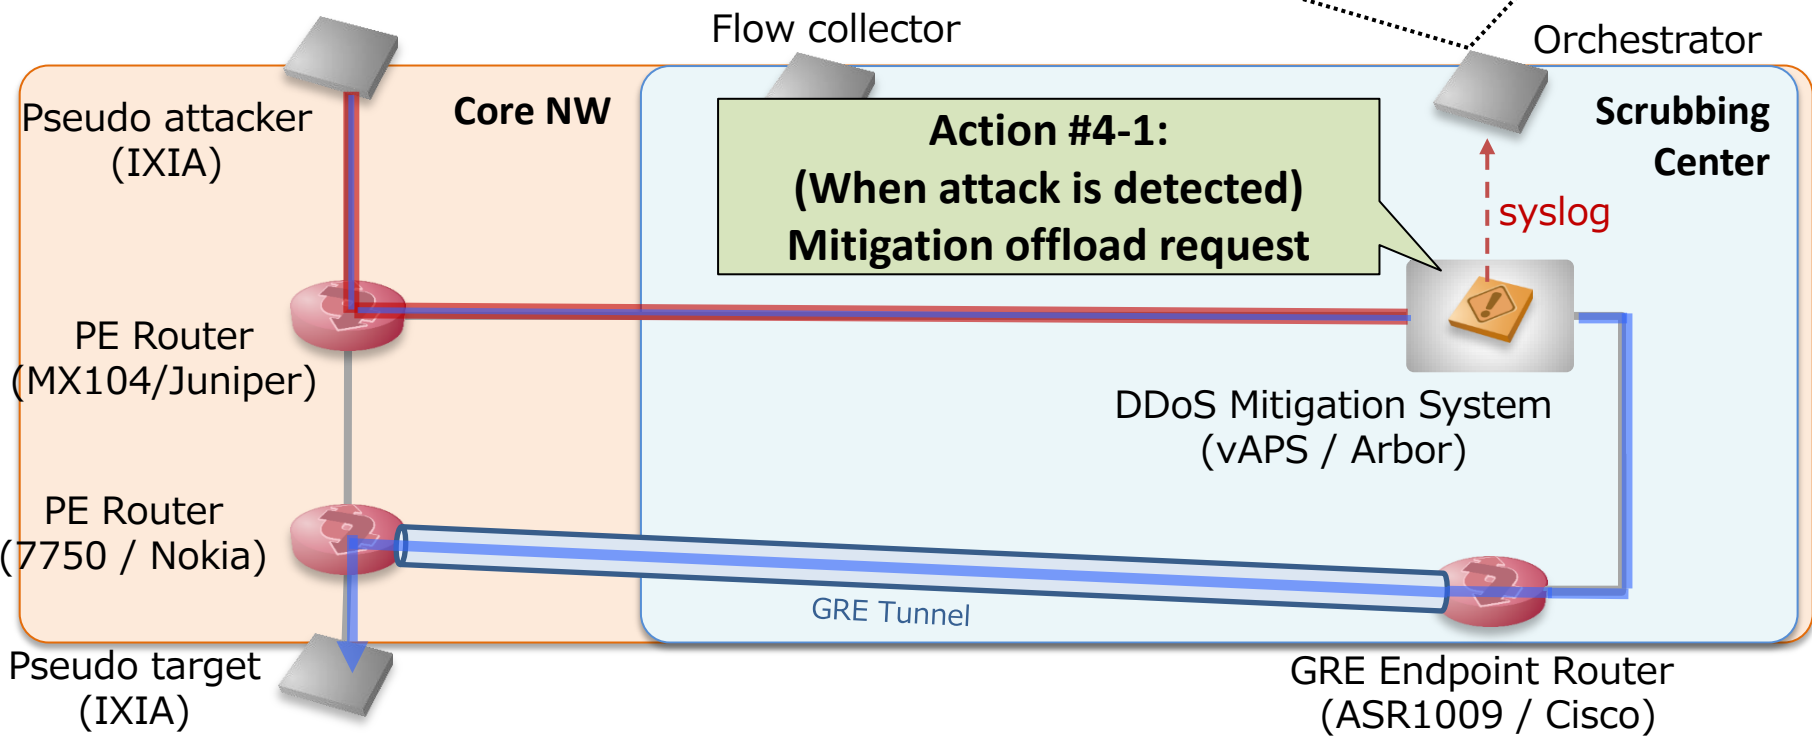 Flow collector
Orchestrator
Pseudo attacker
(IXIA)
Core NW
Scrubbing
Center
Action #4-1:
(When attack is detected)
Mitigation offload request
syslog
PE Router
(MX104/Juniper)
DDoS Mitigation System
(vAPS / Arbor)
PE Router
(7750 / Nokia)
GRE Tunnel
Pseudo target
(IXIA)
GRE Endpoint Router
(ASR1009 / Cisco)